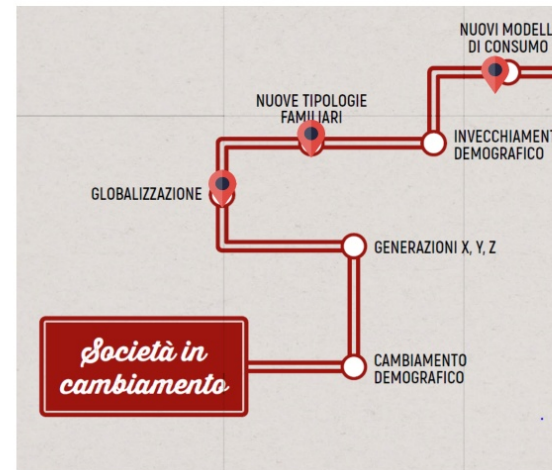 NUOVI MODELL
DI CONSUMO
NUOVE TIPOLOGIE
FAMILIARI
INVECCHIAMENT
DEMOGRAFICO
GLOBALIZZAZIONE
GENERAZIONI X, Y, Z
Società in
cambiamento
CAMBIAMENTO
DEMOGRAFICO